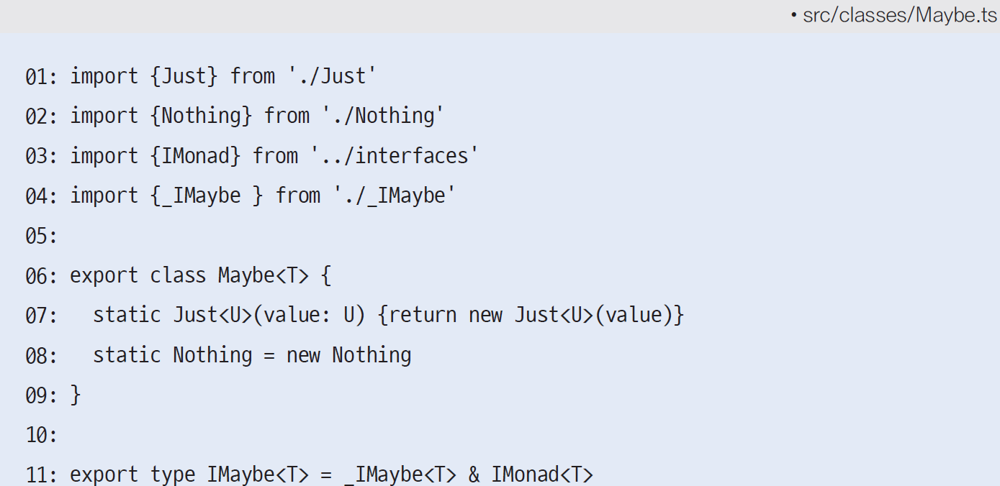 • src/classes/Maybe.ts
01: import {Just} from './Just'
02: import {Nothing} from './Nothing'
03: import {IMonad} from '../interfaces'
04: import {_IMaybe } from './_IMaybe'
05:
06: export class Maybe<T> {
07:   static Just<U>(value: U) {return new Just<U>(value)}
08:   static Nothing = new Nothing
09: }
10:
11: export type IMaybe<T> = _IMaybe<T> & IMonad<T>